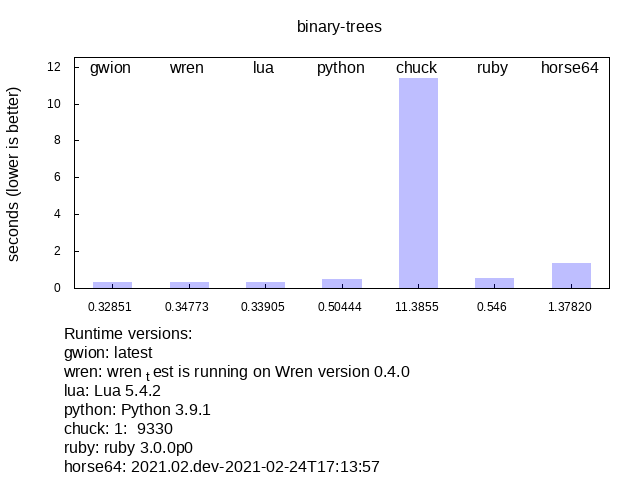 binary-trees
seconds (lower is better)
12
10
8
6
4
2
0
gwion wren lua python chuck ruby horse64
0.32851 0.34773 0.33905 0.50444 11.3855 0.546 1.37820
Runtime versions:
gwion: latest
wren: wren t est is running on Wren version 0.4.0
lua: Lua 5.4.2
python: Python 3.9.1
chuck: 1:  9330
ruby: ruby 3.0.0p0
horse64: 2021.02.dev-2021-02-24T17:13:57